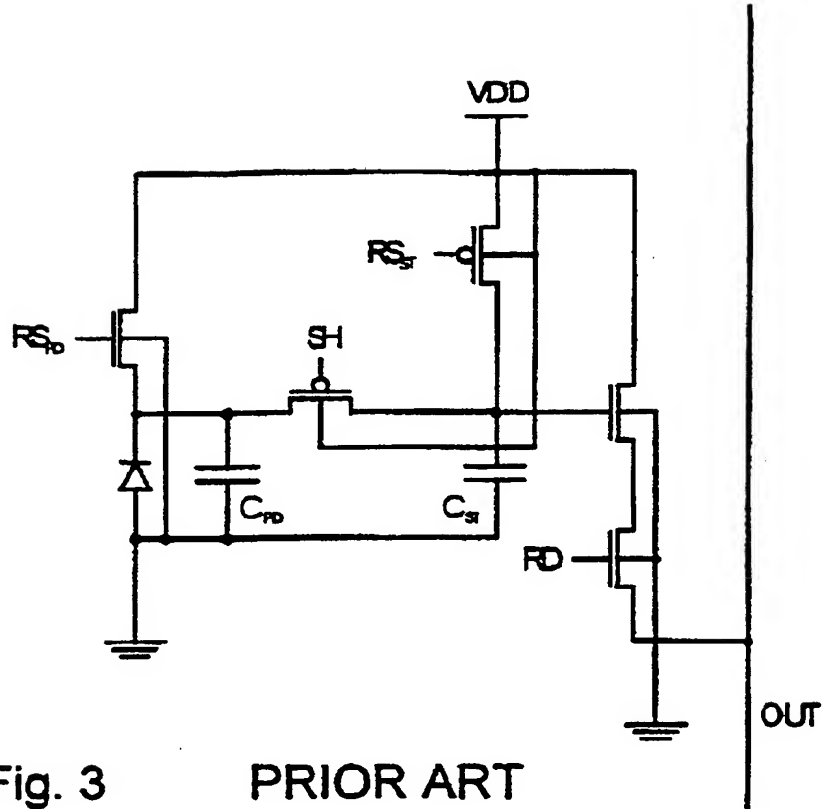 VDD
RS_ST
RS_PD
SH
C_PD
C_ST
RD
OUT
Fig. 3 PRIOR ART